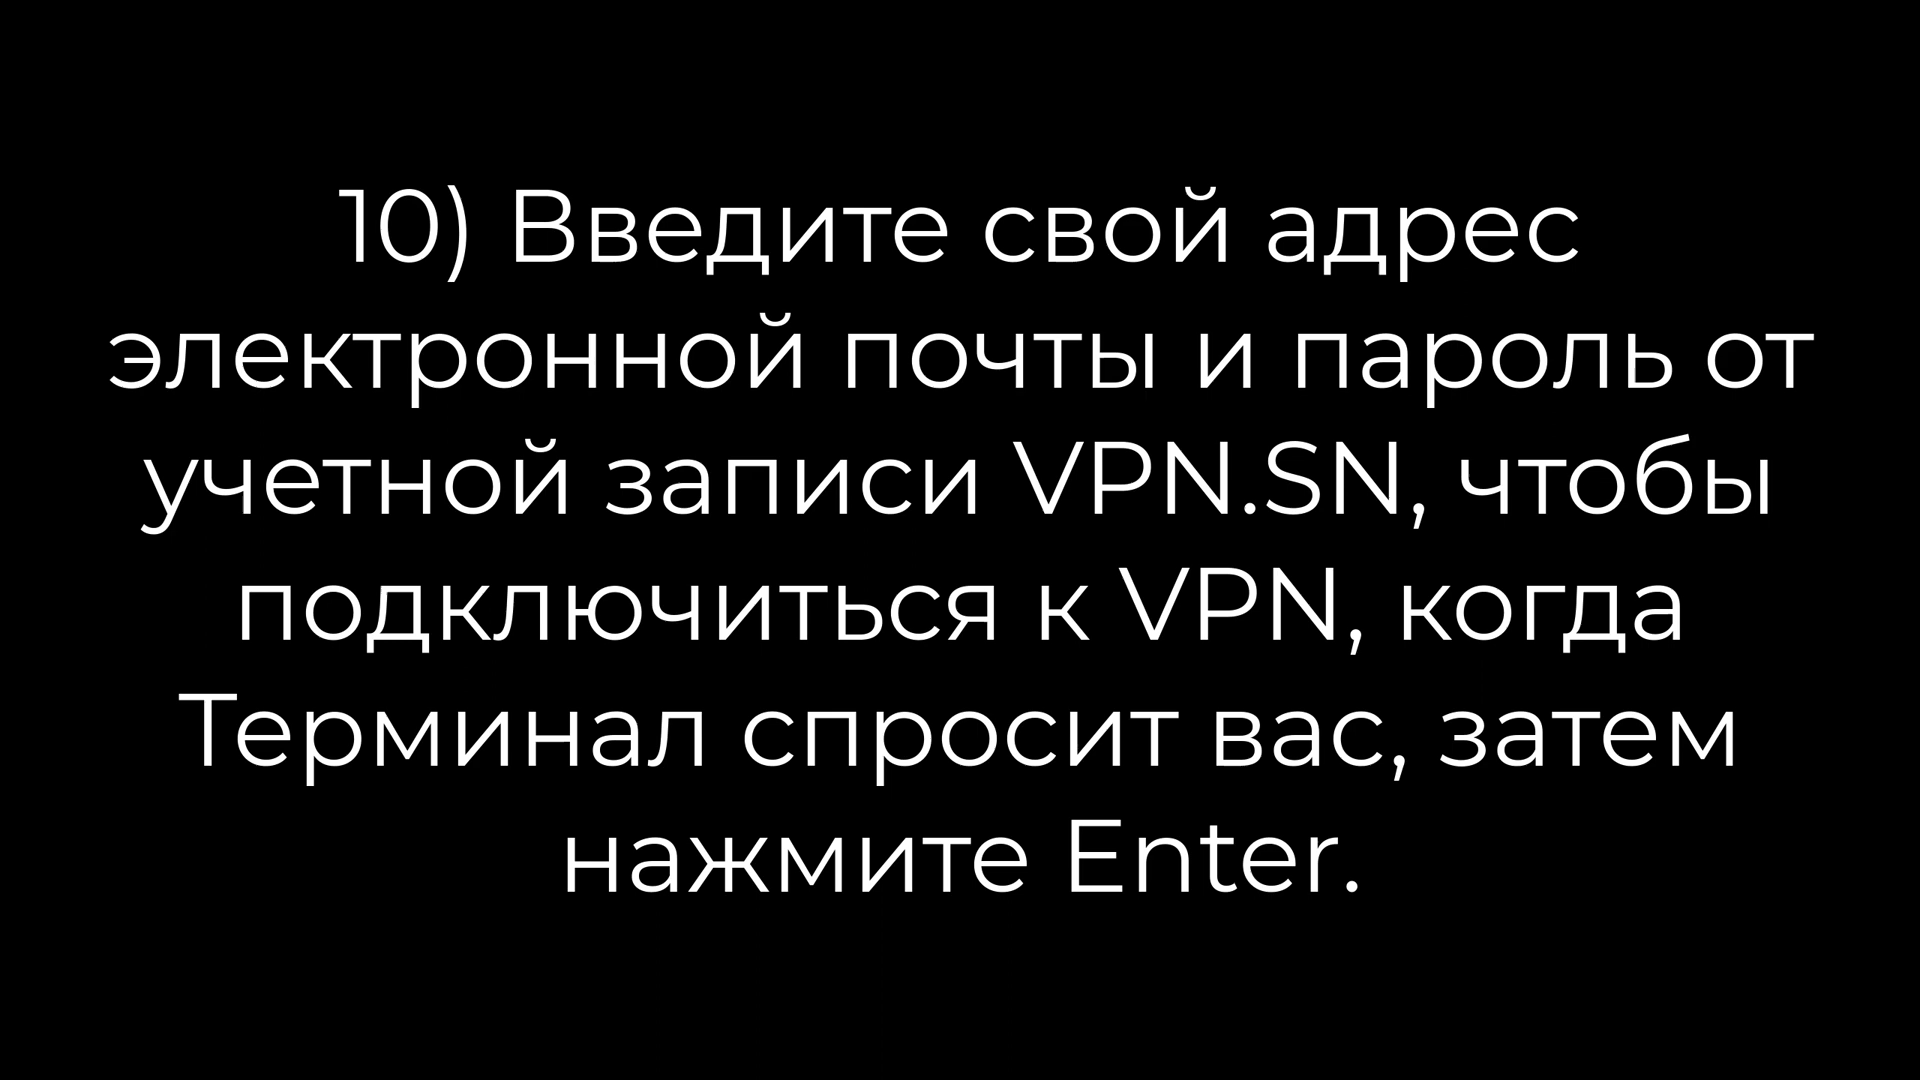 10) Введите свой адрес
электронной почты и пароль от
учетной записи VPN.SN, чтобы
подключиться к VPN, когда
Терминал спросит вас, затем
нажмите Enter.